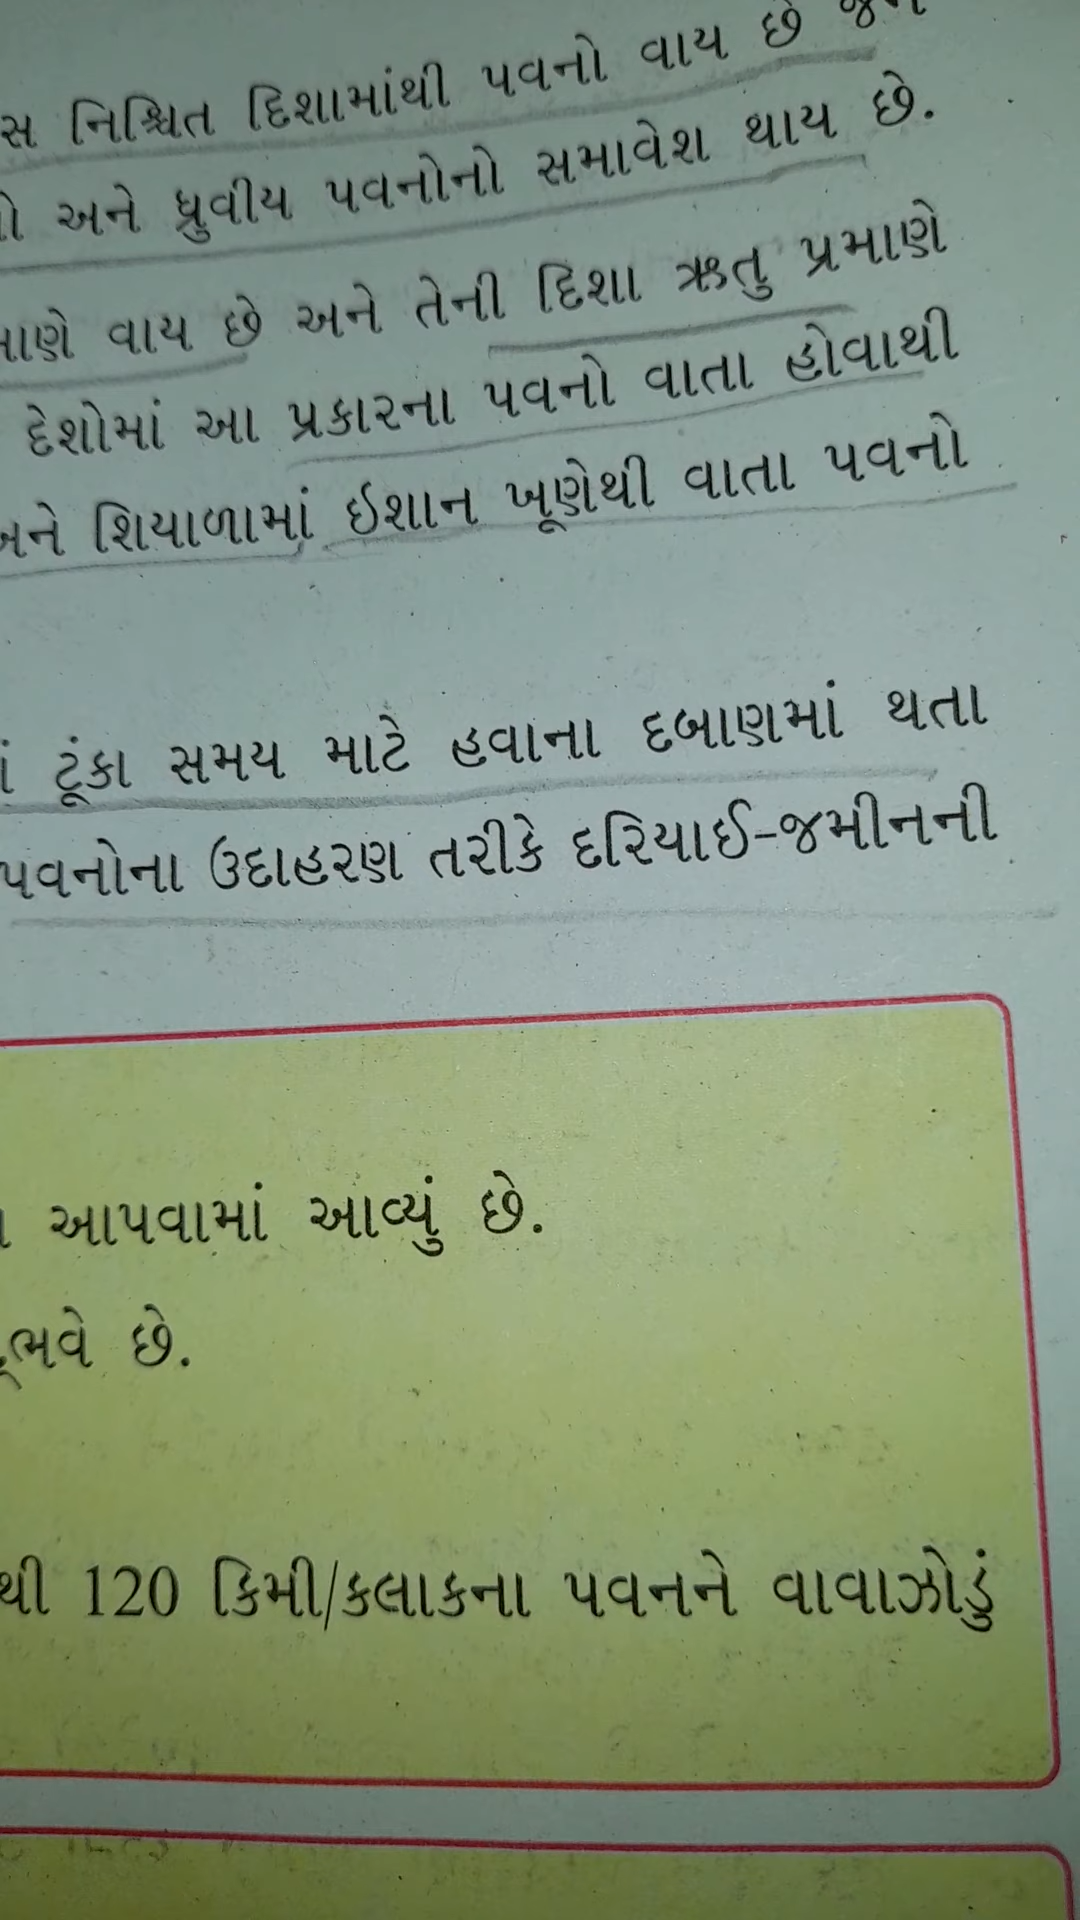 નિશ્ચિત દિશામાંથી પવનો વાય છે
અને ધ્રુવીય પવનોનો સમાવેશ થાય છે.
વાય છે અને તેની દિશા ઋતુ પ્રમાણે
દેશોમાં આ પ્રકારના પવનો વાતા હોવાથી
શિયાળામાં ઈશાન ખૂણેથી વાતા પવનો
ટૂંકા સમય માટે હવાના દબાણમાં થતા
પવનોના ઉદાહરણ તરીકે દરિયાઈ-જમીનની
આપવામાં આવ્યું છે.
છે.
થી 120 કિમી/કલાકના પવનને વાવાઝોડું